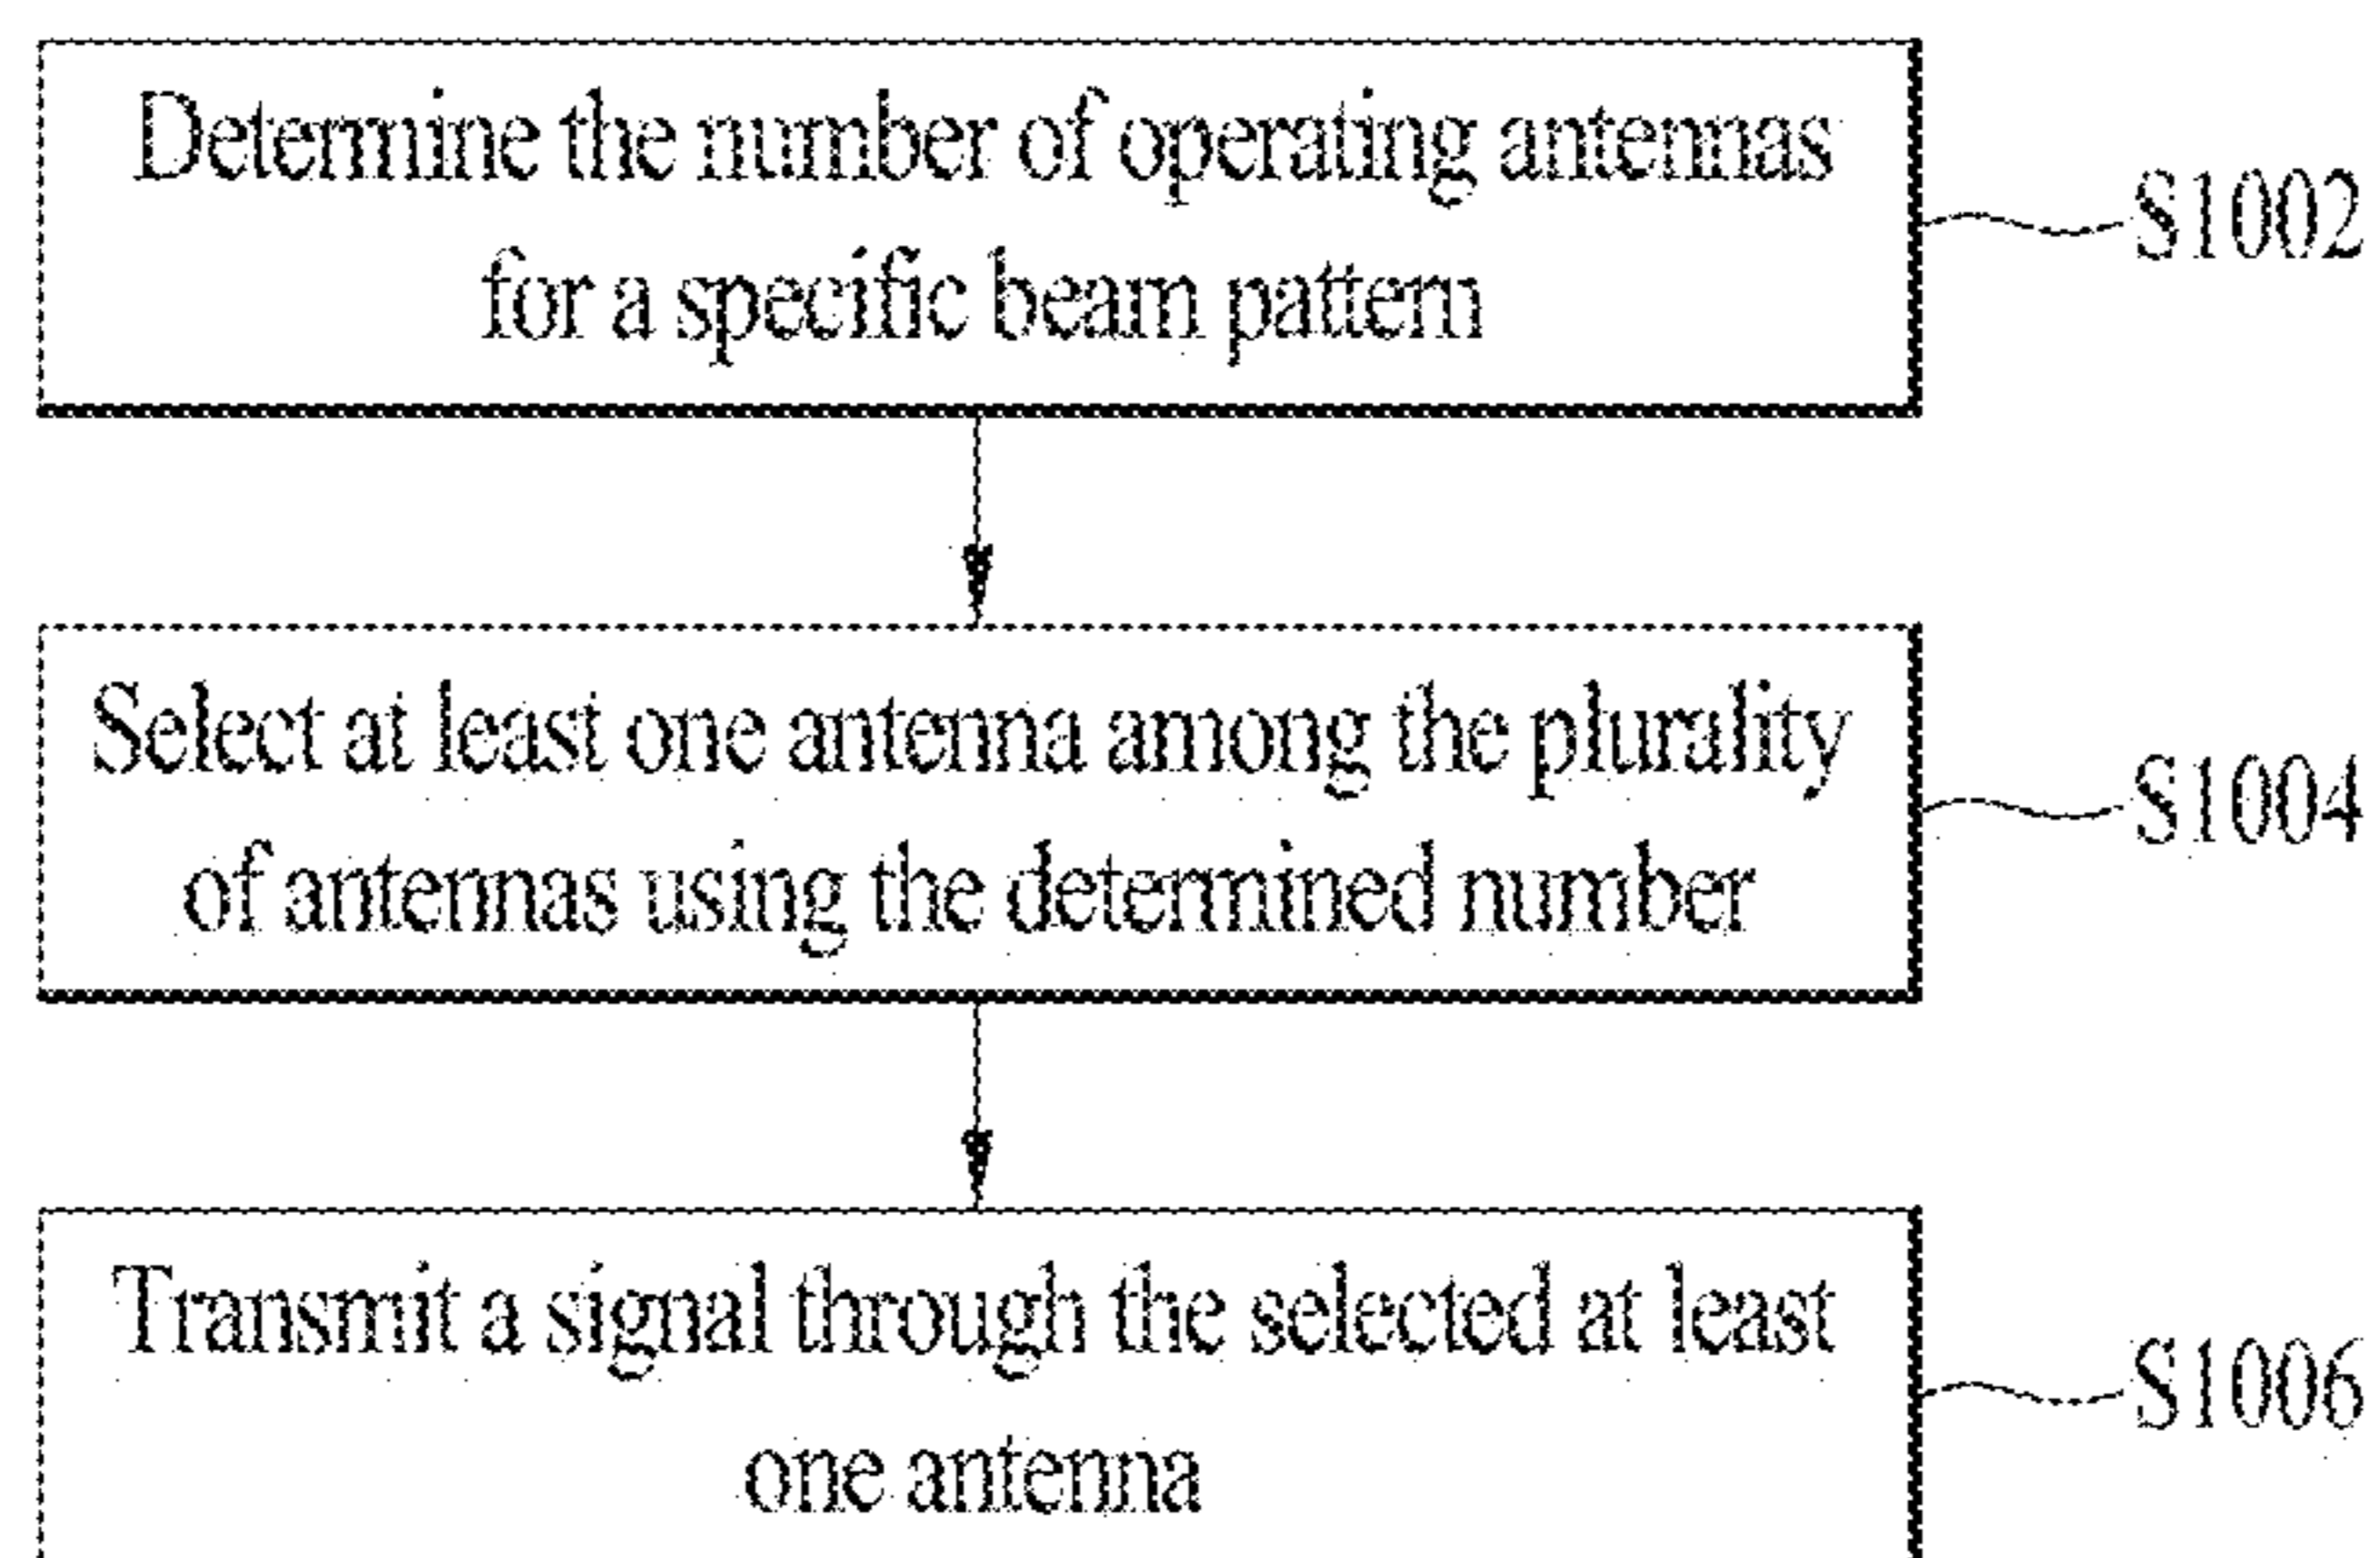 Determine the number of operating antennas
for a specific beam pattern
S1002
Select at least one antenna among the plurality
of antennas using the determined number
S1004
Transmit a signal through the selected at least
one antenna
S1006